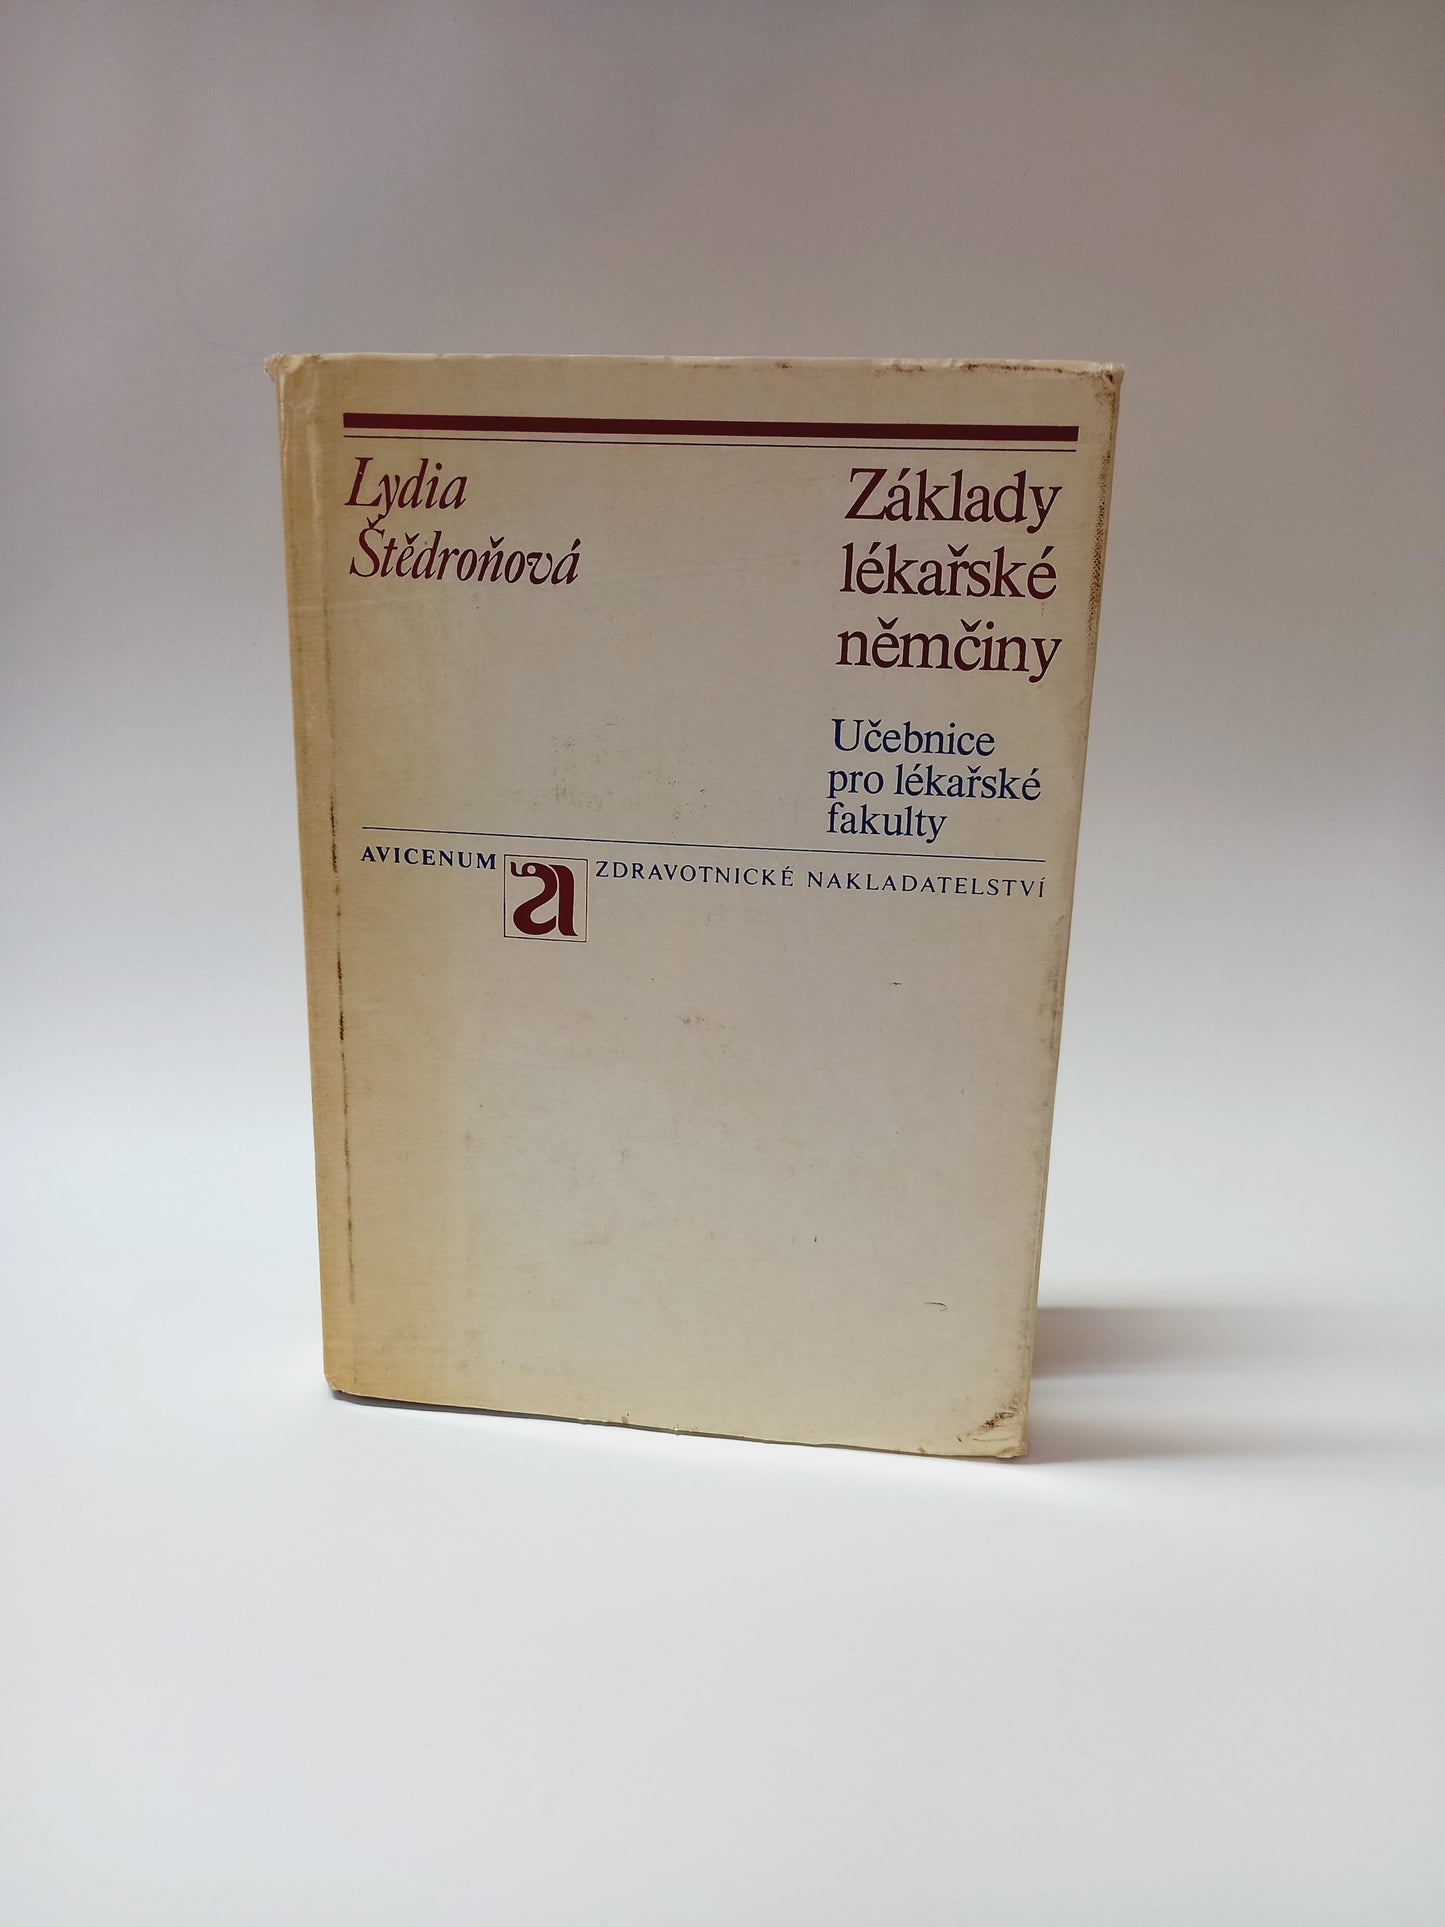 Lydia
Štědroňová
Základy
lékařské
němčiny
Učebnice
pro lékařské
fakulty
AVICENUM a ZDRAVOTNICKÉ NAKLADATELSTVÍ